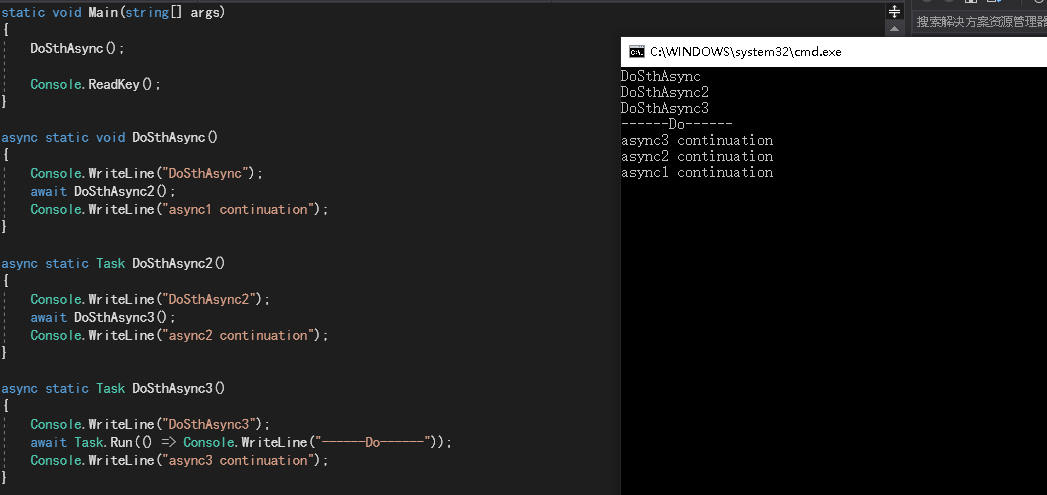 static void Main(string[] args)
{
    DoSthAsync();

    Console.ReadKey();
}

async static void DoSthAsync()
{
    Console.WriteLine("DoSthAsync");
    await DoSthAsync2();
    Console.WriteLine("async1 continuation");
}

async static Task DoSthAsync2()
{
    Console.WriteLine("DoSthAsync2");
    await DoSthAsync3();
    Console.WriteLine("async2 continuation");
}

async static Task DoSthAsync3()
{
    Console.WriteLine("DoSthAsync3");
    await Task.Run(() => Console.WriteLine("------Do------"));
    Console.WriteLine("async3 continuation");
}
搜索解决方案资源管理器
C:\WINDOWS\system32\cmd.exe
DoSthAsync
DoSthAsync2
DoSthAsync3
------Do------
async3 continuation
async2 continuation
async1 continuation